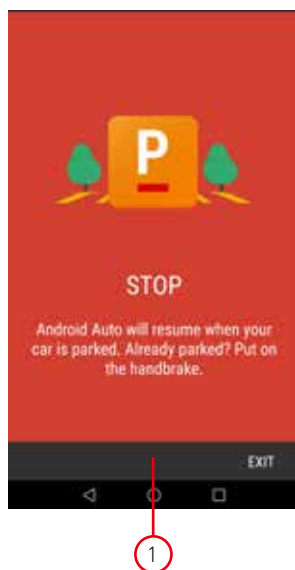 P
STOP
Android Auto will resume when your
car is parked. Already parked? Put on
the handbrake.
EXIT
1